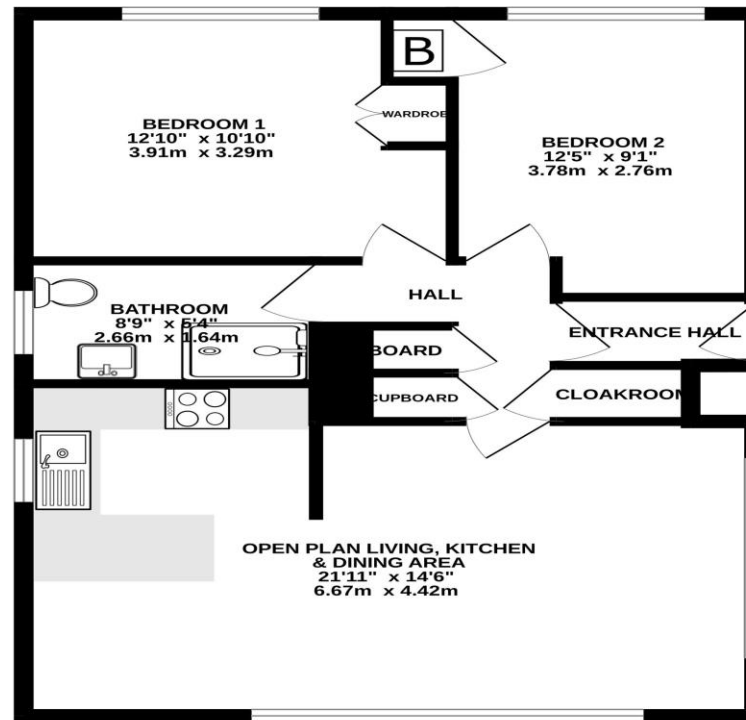 B
BEDROOM 1
12'10" x 10'10"
3.91m x 3.29m
WARDROBE
BEDROOM 2
12'5" x 9'1"
3.78m x 2.76m
HALL
BATHROOM
8'9" x 5'4"
2.66m x 1.64m
ENTRANCE HALL
BOARD
CUPBOARD
CLOAKROOM
OPEN PLAN LIVING, KITCHEN
& DINING AREA
21'11" x 14'6"
6.67m x 4.42m